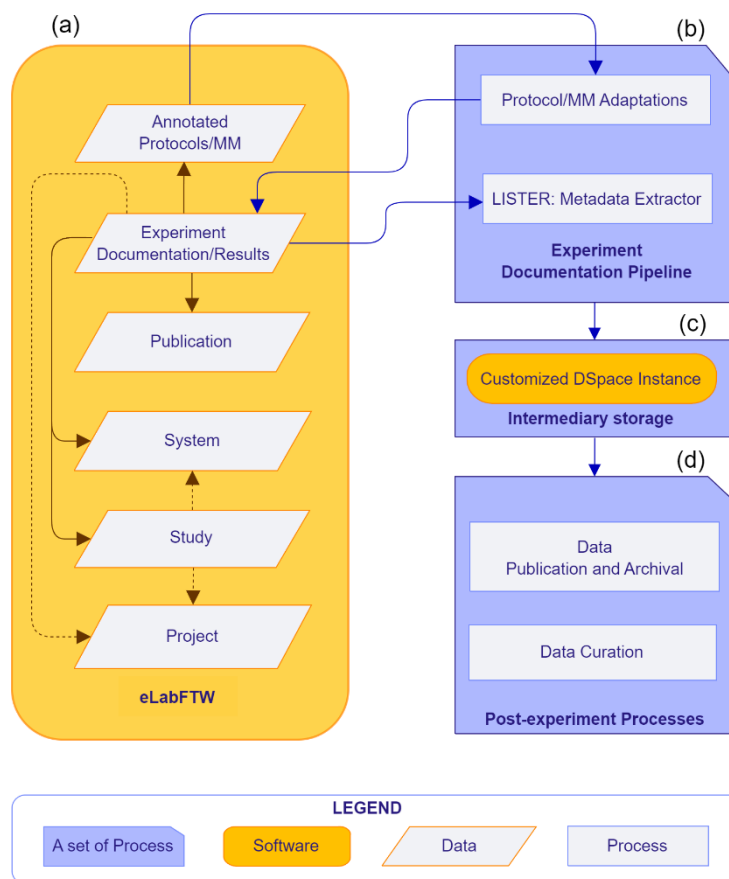 (a)
Annotated
Protocols/MM
Experiment
Documentation/Results
Publication
System
Study
Project
eLabFTW
(b)
Protocol/MM Adaptations
LISTER: Metadata Extractor
Experiment
Documentation Pipeline
(c)
Customized DSpace Instance
Intermediary storage
(d)
Data
Publication and Archival
Data Curation
Post-experiment Processes
LEGEND
A set of Process
Software
Data
Process